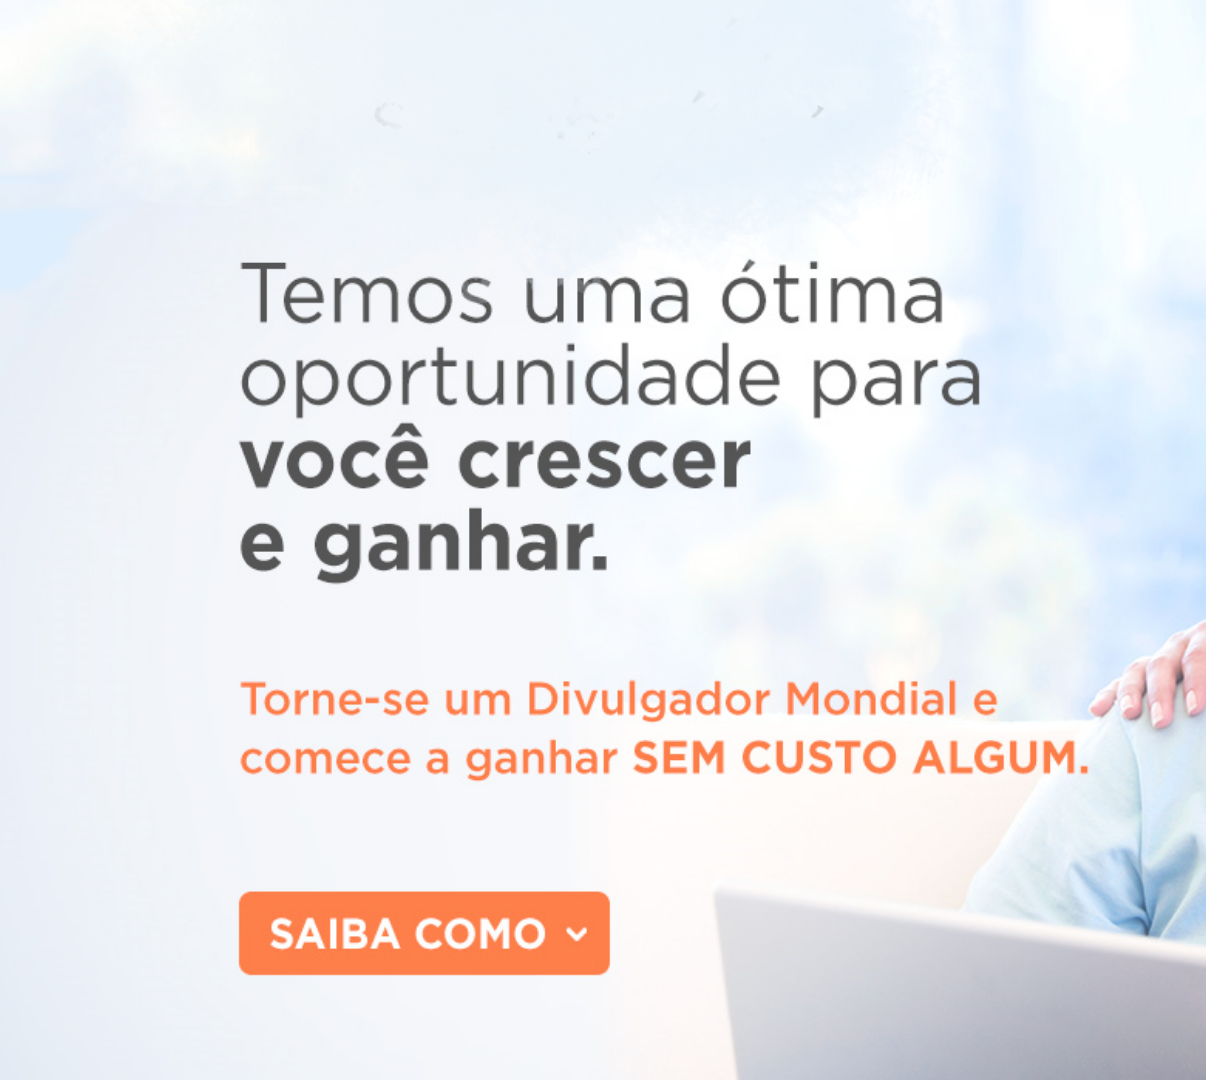 Temos uma ótima
oportunidade para
você crescer
e ganhar.
Torne-se um Divulgador Mondial e
comece a ganhar SEM CUSTO ALGUM.
SAIBA COMO